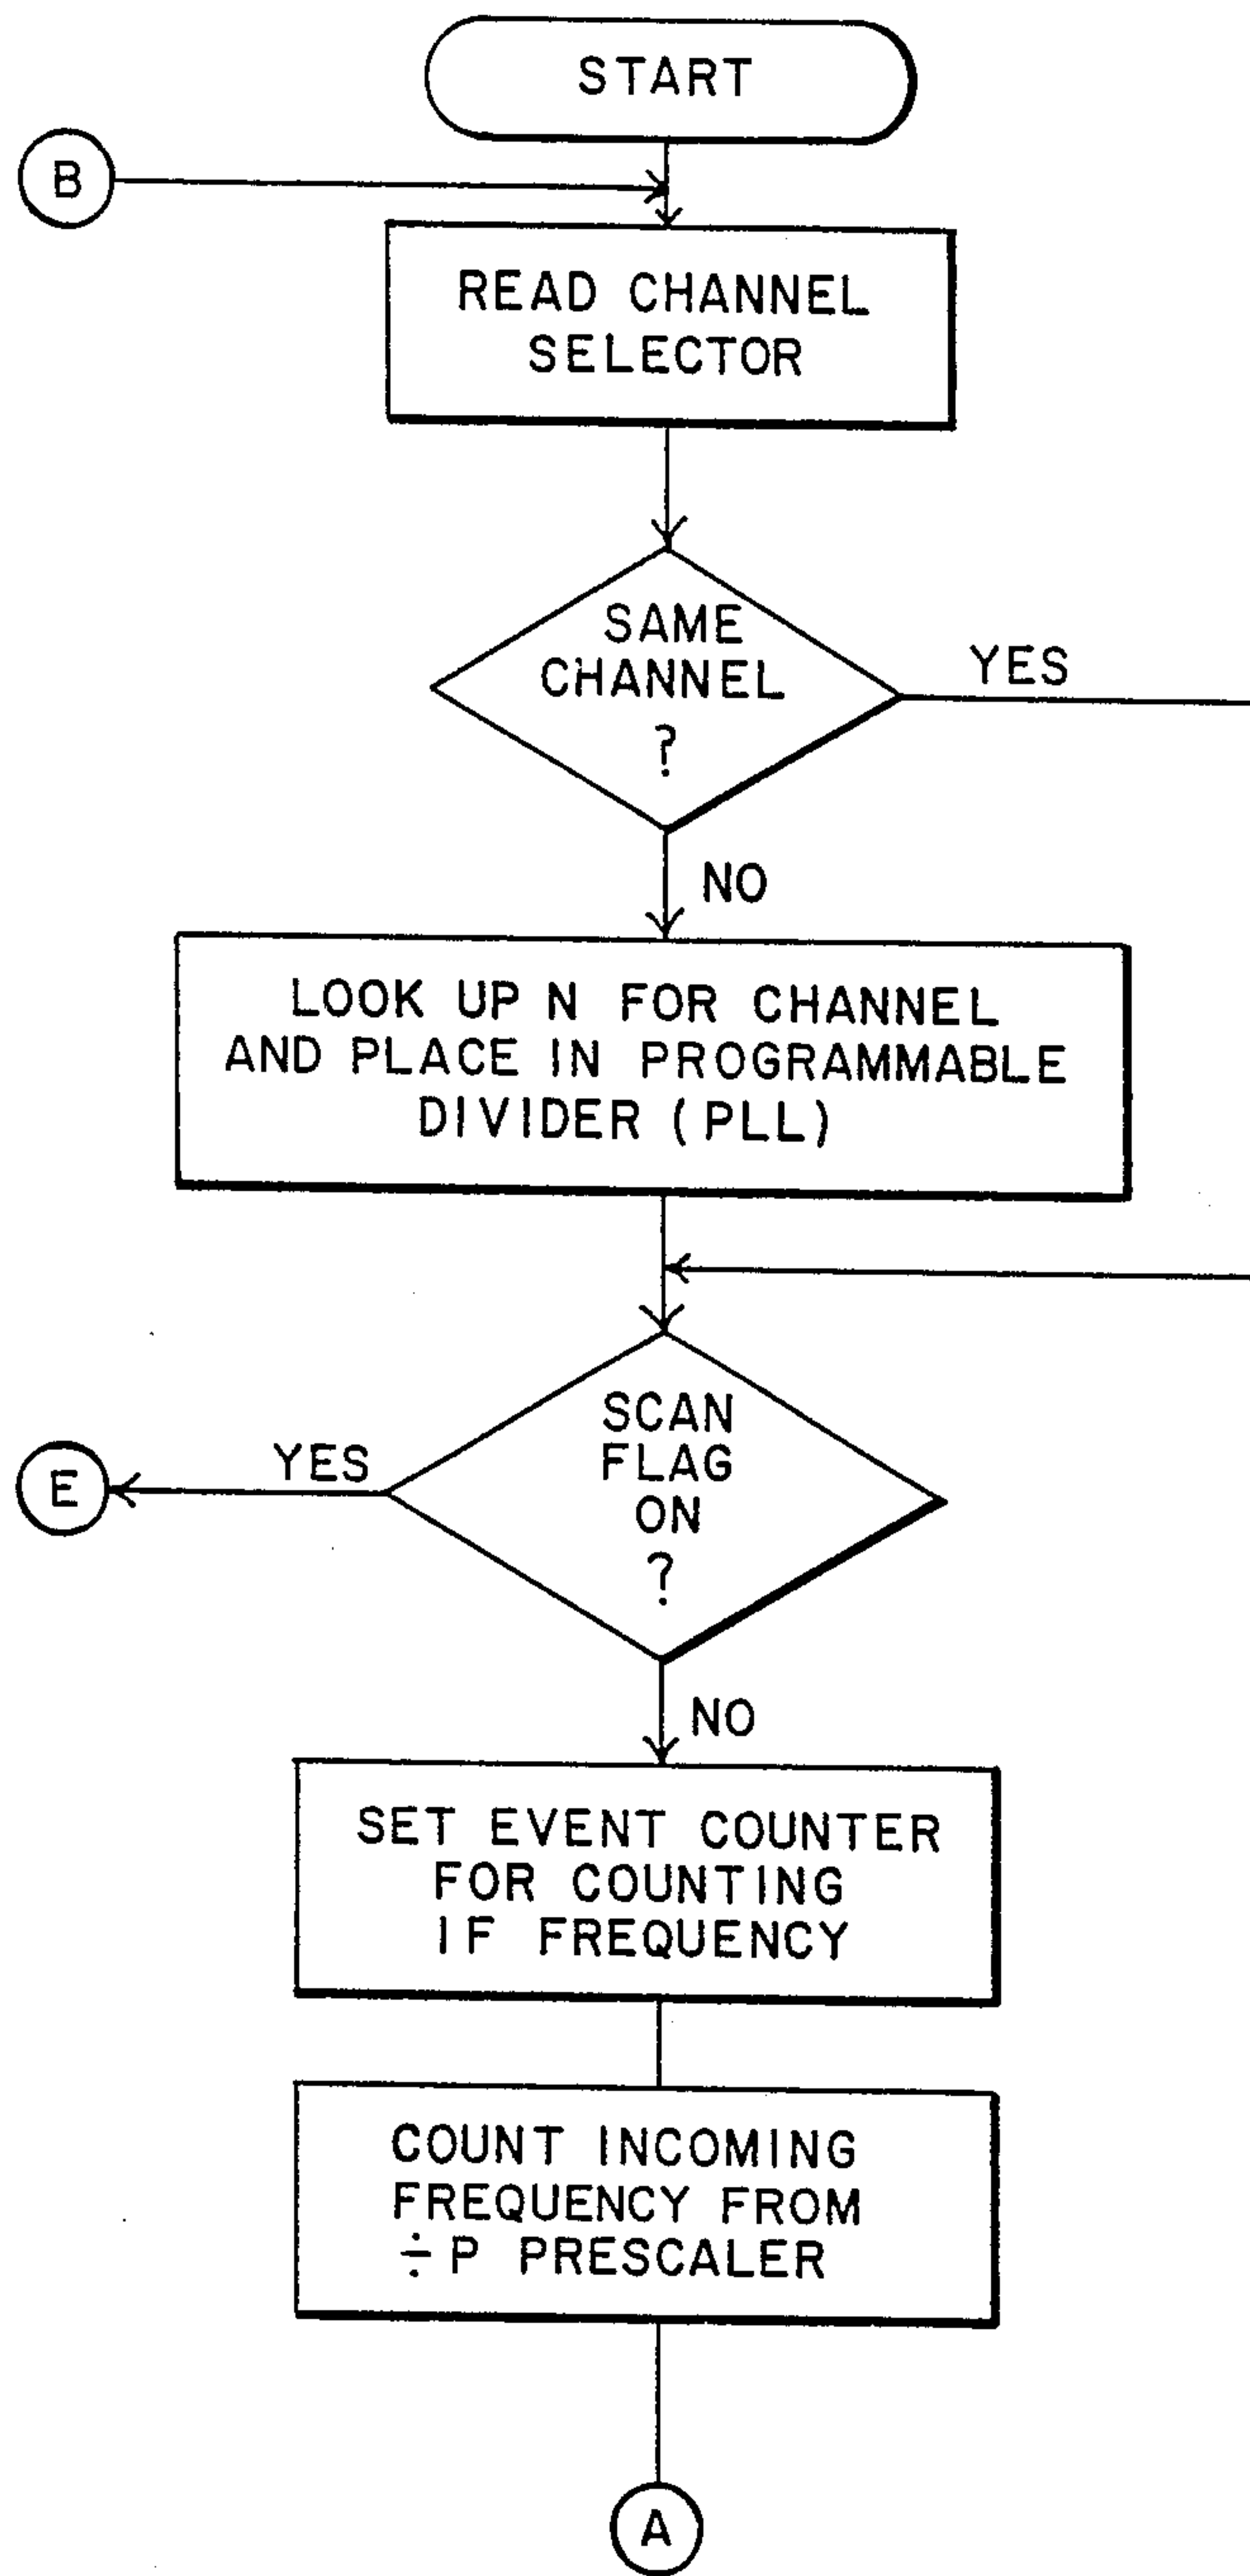 START
B
READ CHANNEL
SELECTOR
SAME
CHANNEL
?
YES
NO
LOOK UP N FOR CHANNEL
AND PLACE IN PROGRAMMABLE
DIVIDER (PLL)
SCAN
FLAG
ON
?
YES
E
NO
SET EVENT COUNTER
FOR COUNTING
IF FREQUENCY
COUNT INCOMING
FREQUENCY FROM
÷P PRESCALER
A